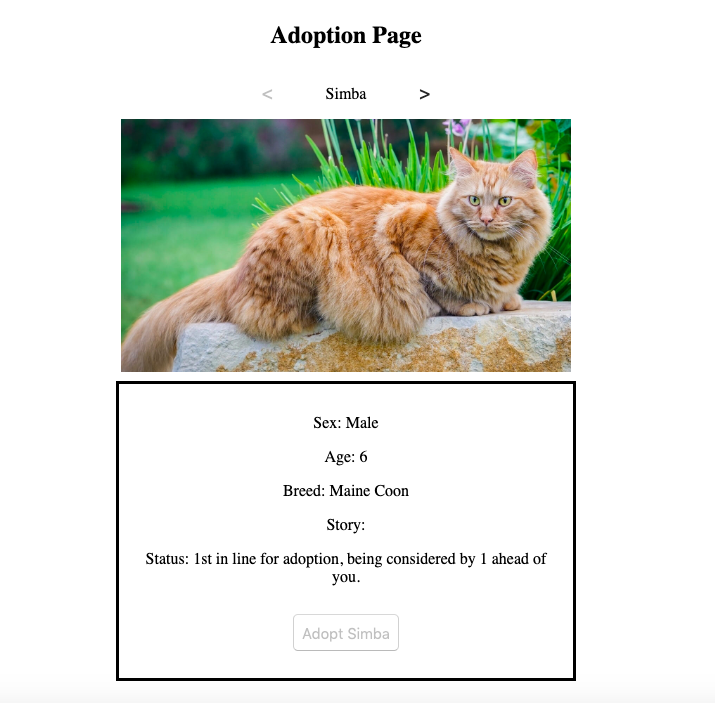 Adoption Page
< Simba >
Sex: Male
Age: 6
Breed: Maine Coon
Story:
Status: 1st in line for adoption, being considered by 1 ahead of
you.
Adopt Simba